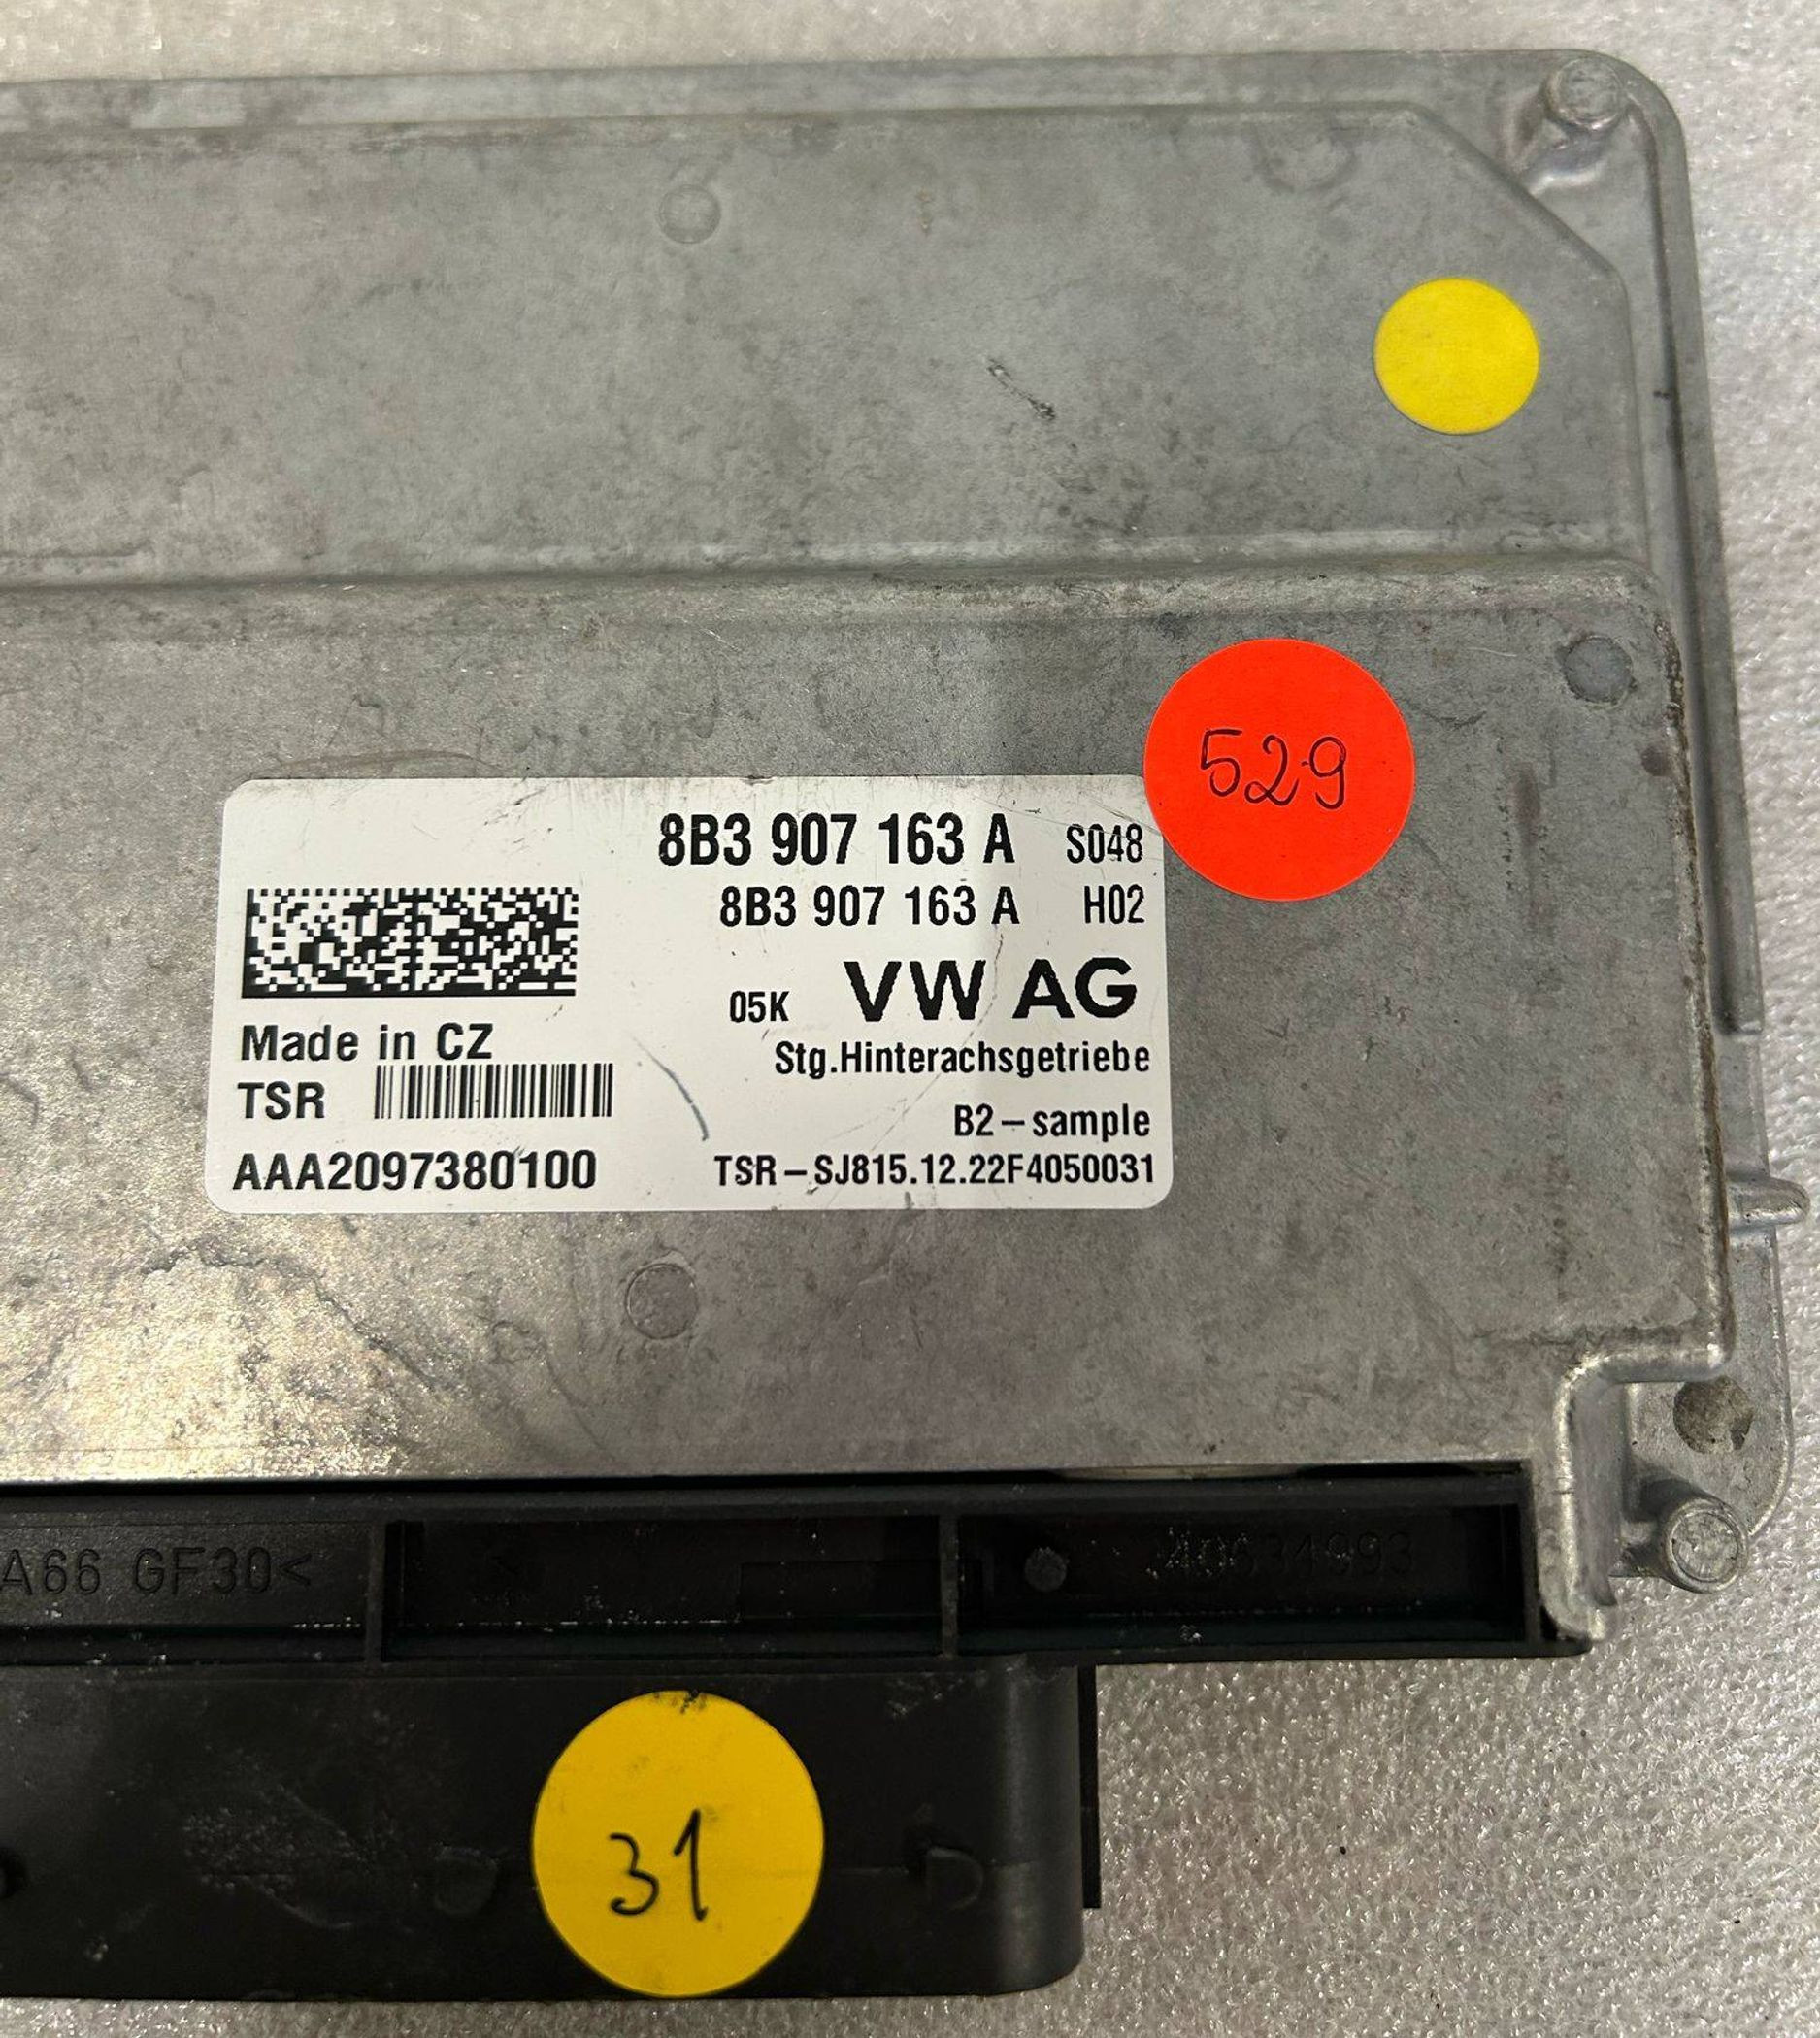 529
8B3 907 163 A S048
8B3 907 163 A H02
05K VW AG
Made in CZ
Stg.Hinterachsgetriebe
TSR
B2-sample
AAA2097380100
TSR-SJ815.12.22F4050031
A66 GF30<
40634993
31